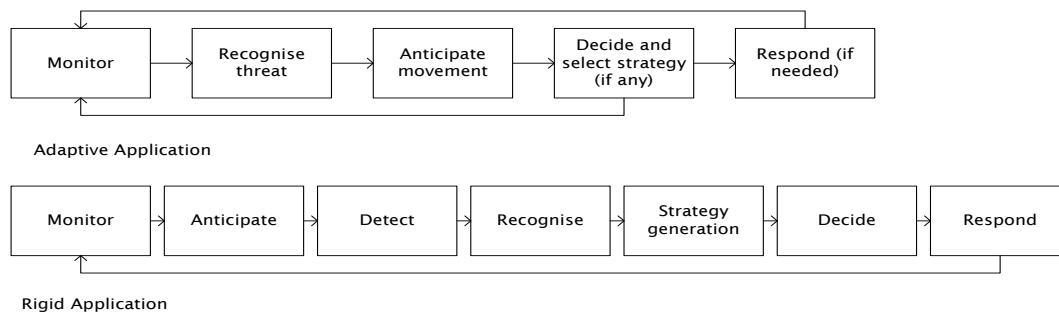 Monitor
Recognise
threat
Anticipate
movement
Decide and
select strategy
(if any)
Respond (if
needed)
Adaptive Application
Monitor
Anticipate
Detect
Recognise
Strategy
generation
Decide
Respond
Rigid Application